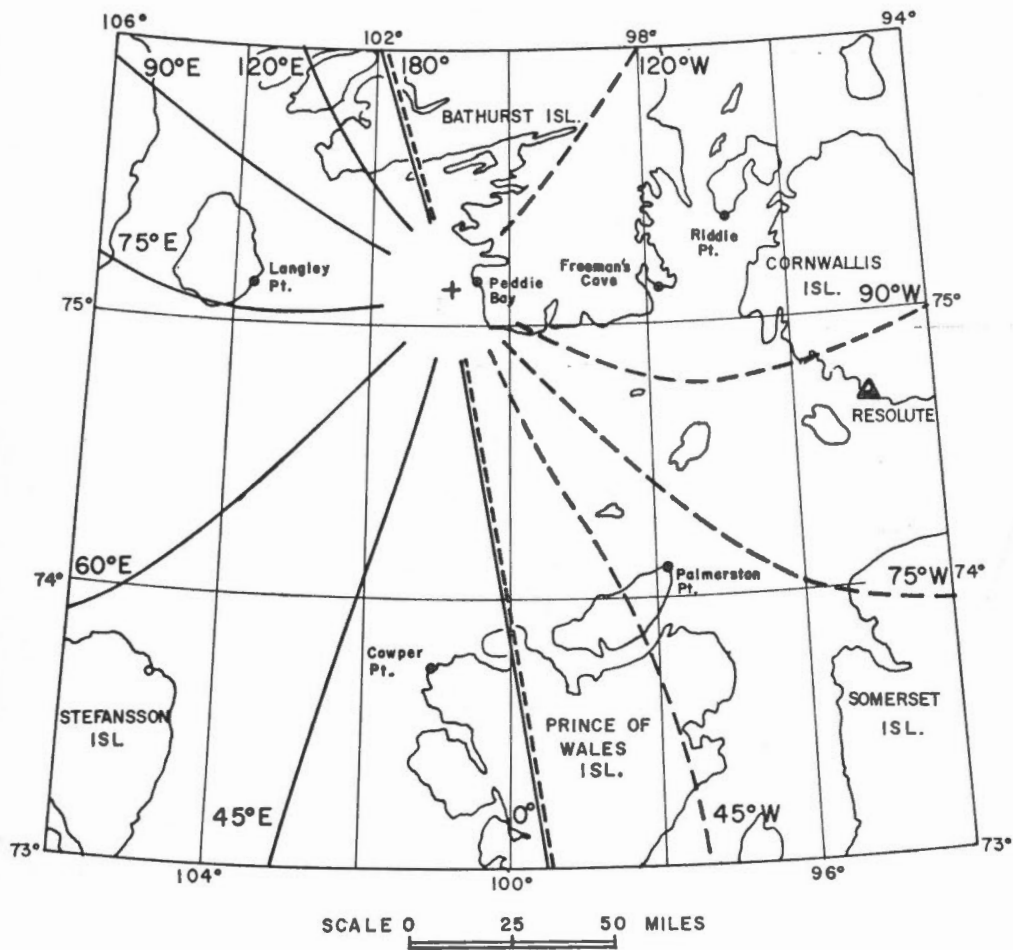 106°
102°
98°
94°
90°E
120°E
180°
120°W
BATHURST ISL.
75°E
Langley
Pt.
Riddle
Pt.
Freeman's
Cove
Peddie
Bay
CORNWALLIS
ISL.
90°W
75°
75°
RESOLUTE
60°E
74°
75°W
74°
Palmerston
Pt.
Cowper
Pt.
STEFANSSON
ISL
PRINCE OF
WALES
ISL.
SOMERSET
ISL.
45°E
0°
45°W
73°
73°
104°
100°
96°
SCALE 0 25 50 MILES